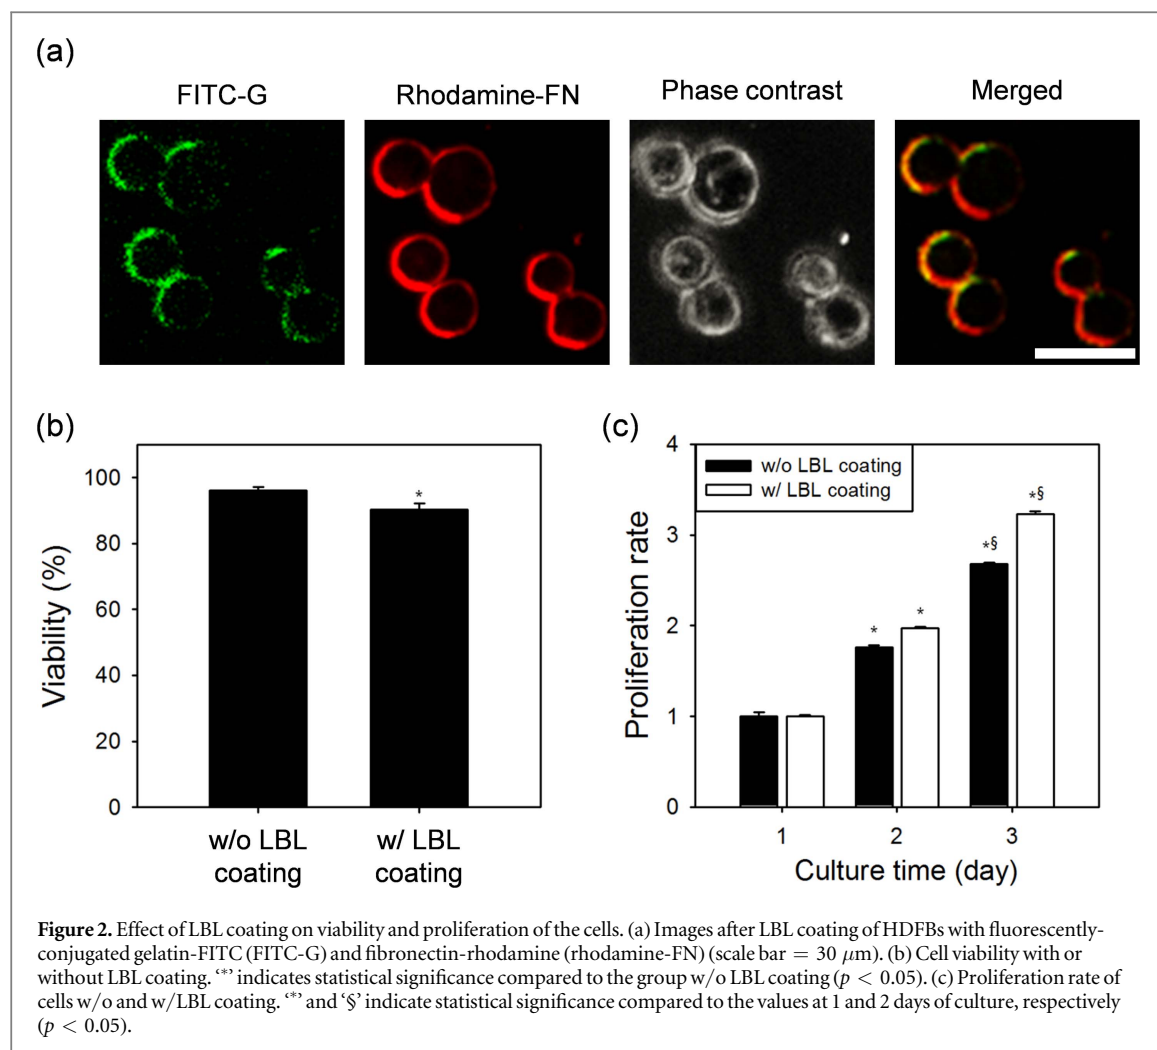 (a)
FITC-G
Rhodamine-FN
Phase contrast
Merged
(b)
Viability (%)
100
80
60
40
20
0
*
w/o LBL
coating
w/ LBL
coating
(c)
Proliferation rate
4
3
2
1
0
w/o LBL coating
w/ LBL coating
*
*
*§
*§
1
2
3
Culture time (day)
Figure 2. Effect of LBL coating on viability and proliferation of the cells. (a) Images after LBL coating of HDFBs with fluorescently-
conjugated gelatin-FITC (FITC-G) and fibronectin-rhodamine (rhodamine-FN) (scale bar = 30 μm). (b) Cell viability with or
without LBL coating. ‘*’ indicates statistical significance compared to the group w/o LBL coating (p < 0.05). (c) Proliferation rate of
cells w/o and w/LBL coating. ‘*’ and ‘§’ indicate statistical significance compared to the values at 1 and 2 days of culture, respectively
(p < 0.05).